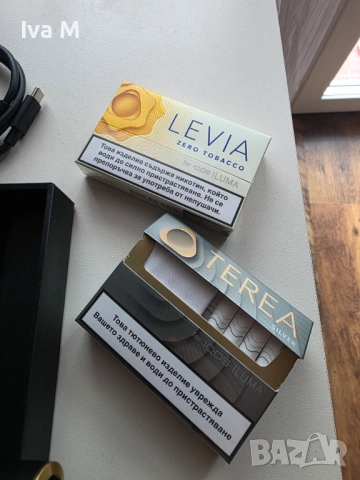 Iva M
LEVIA
ZERO TOBACCO
for IQOS ILUMA
Това изделие съдържа никотин, който
води до силно пристрастяване. Не се
препоръчва за употреба от непушачи.
TEREA
SILVER
for IQOS ILUMA
Това тютюнево изделие уврежда
Вашето здраве и води до пристрастяване
BAZAR